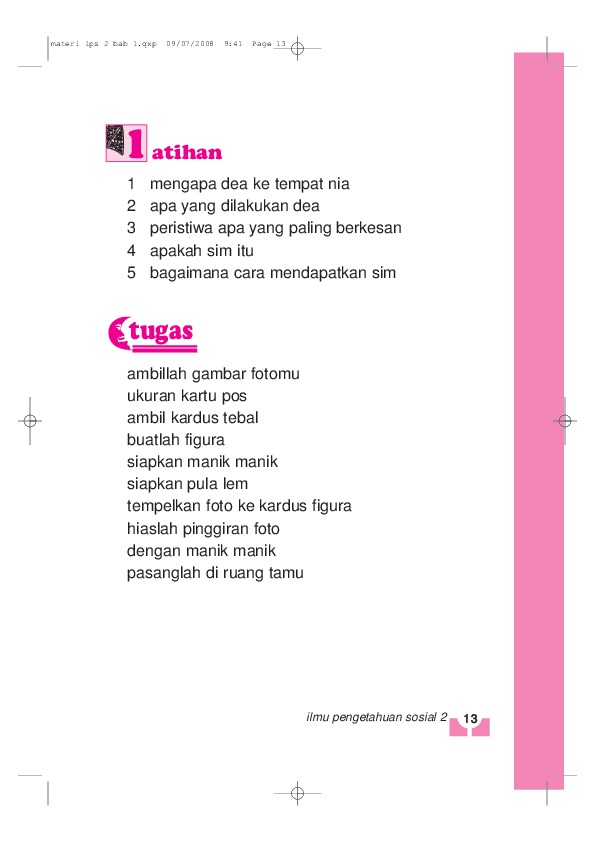 materi ips 2 bab 1.qxp 09/07/2008 9:41 Page 13
latihan
1 mengapa dea ke tempat nia
2 apa yang dilakukan dea
3 peristiwa apa yang paling berkesan
4 apakah sim itu
5 bagaimana cara mendapatkan sim
tugas
ambillah gambar fotomu
ukuran kartu pos
ambil kardus tebal
buatlah figura
siapkan manik manik
siapkan pula lem
tempelkan foto ke kardus figura
hiaslah pinggiran foto
dengan manik manik
pasanglah di ruang tamu
ilmu pengetahuan sosial 2 13